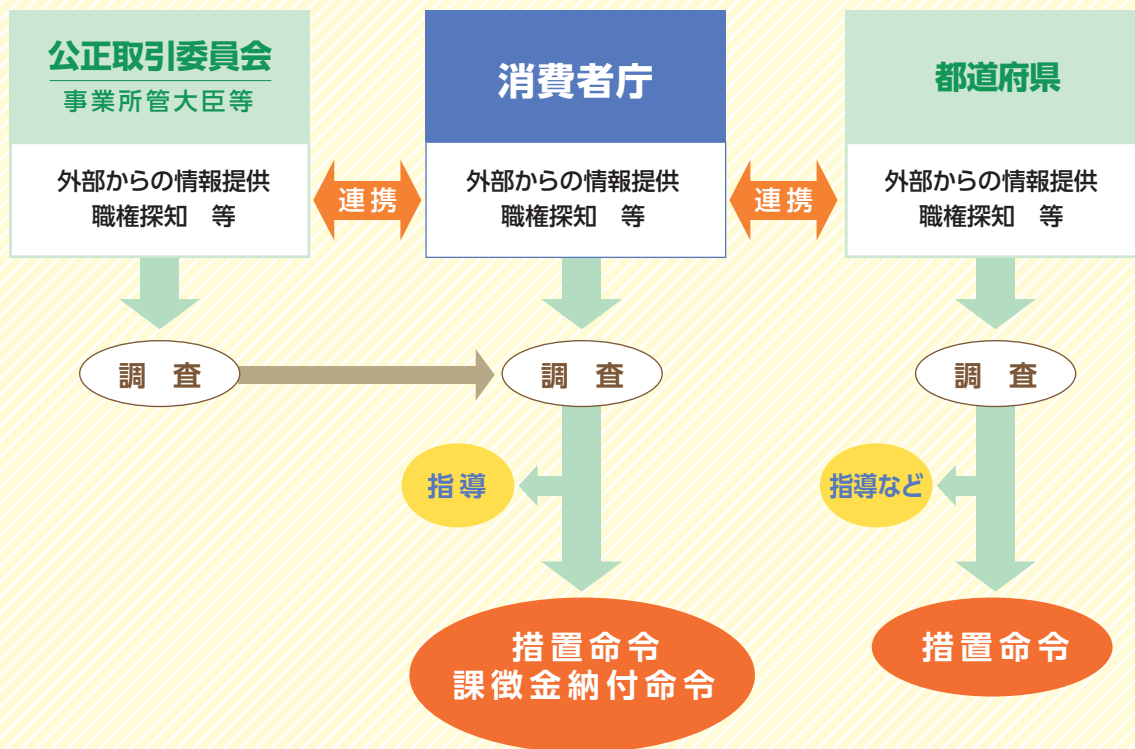 公正取引委員会
事業所管大臣等
外部からの情報提供
職権探知　等
連携
消費者庁
外部からの情報提供
職権探知　等
連携
都道府県
外部からの情報提供
職権探知　等
調　査
調　査
調　査
指導
指導など
措置命令
課徴金納付命令
措置命令